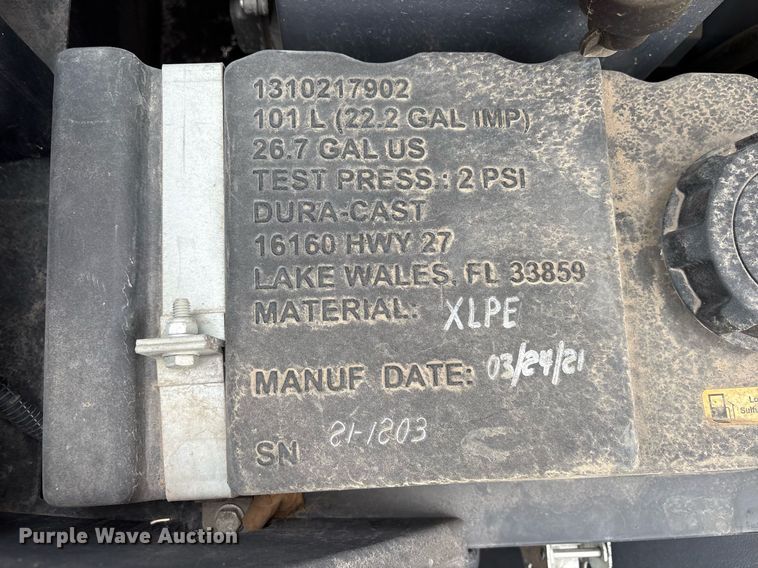 1310217902
101 L (22.2 GAL IMP)
26.7 GAL US
TEST PRESS.: 2 PSI
DURA-CAST
16160 HWY 27
LAKE WALES, FL 33859
MATERIAL: XLPE
MANUF DATE: 03/24/21
SN 21-1203
Purple Wave Auction